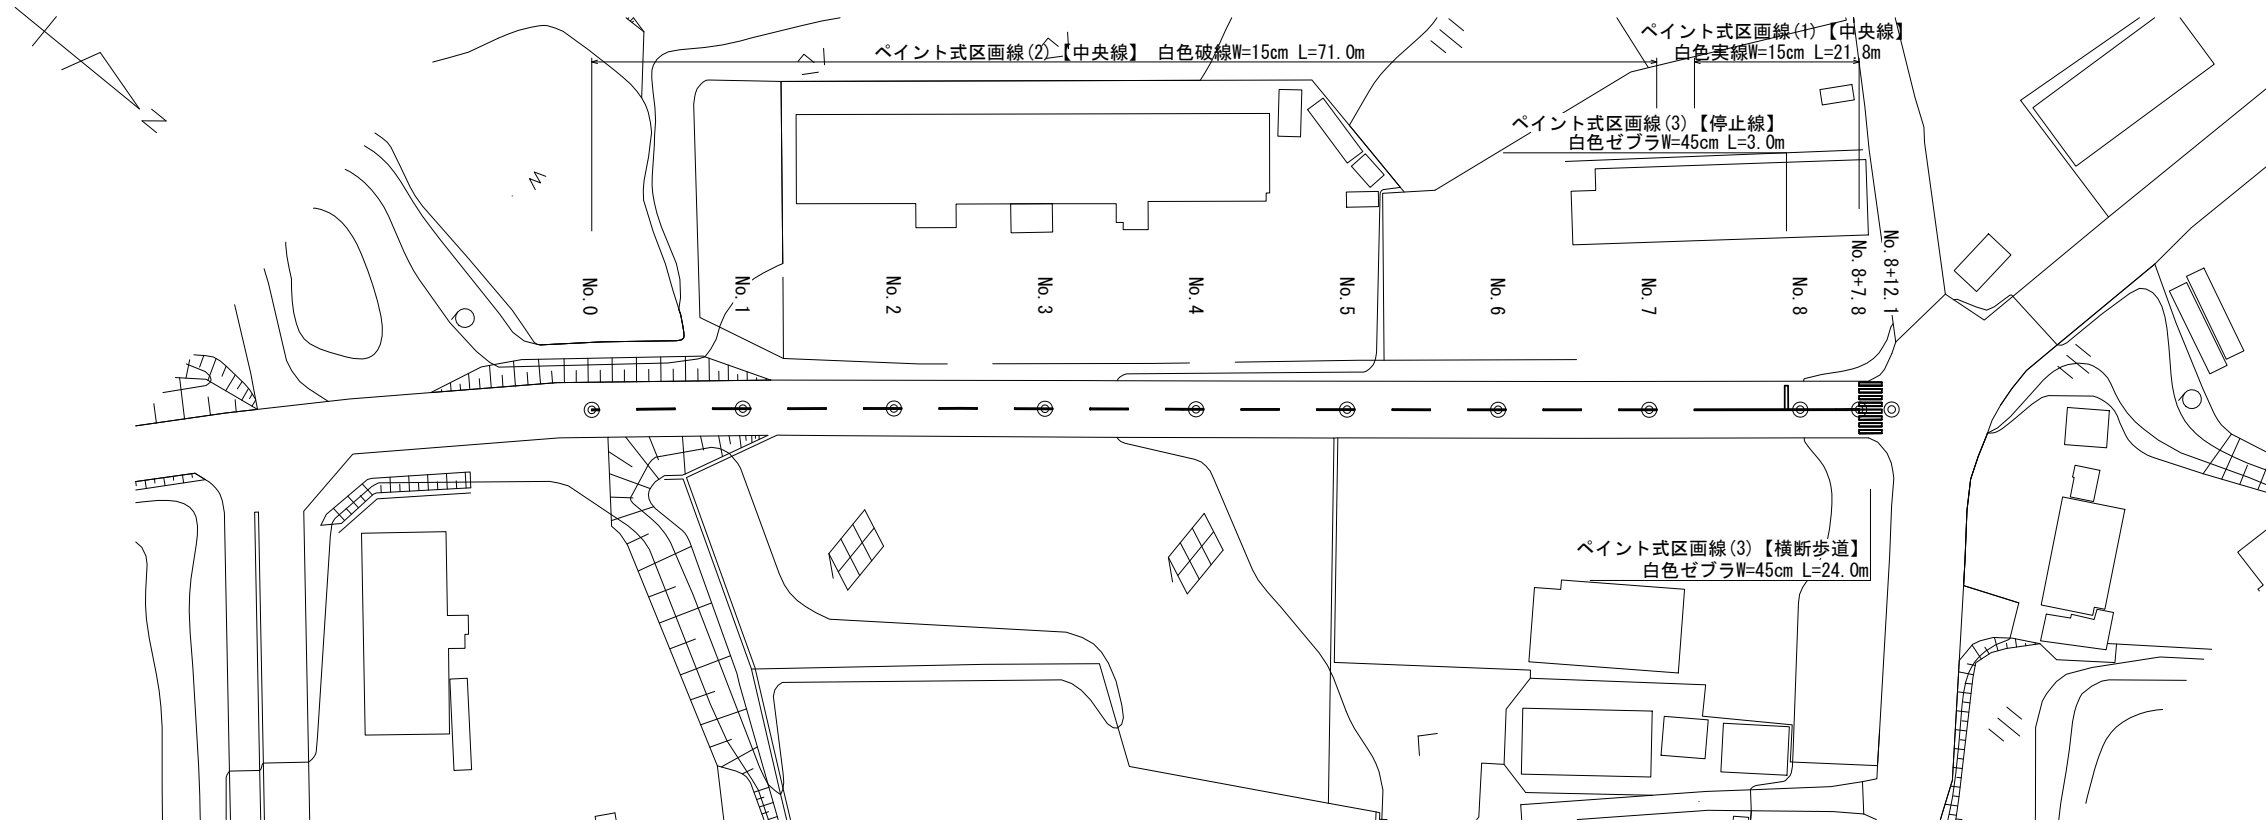 ペイント式区画線(1)【中央線】
白色実線W=15cm L=21.8m
ペイント式区画線(2)【中央線】 白色破線W=15cm L=71.0m
ペイント式区画線(3)【停止線】
白色ゼブラW=45cm L=3.0m
N
No.0
No.1
No.2
No.3
No.4
No.5
No.6
No.7
No.8
No.8+7.8
No.8+12.1
ペイント式区画線(3)【横断歩道】
白色ゼブラW=45cm L=24.0m